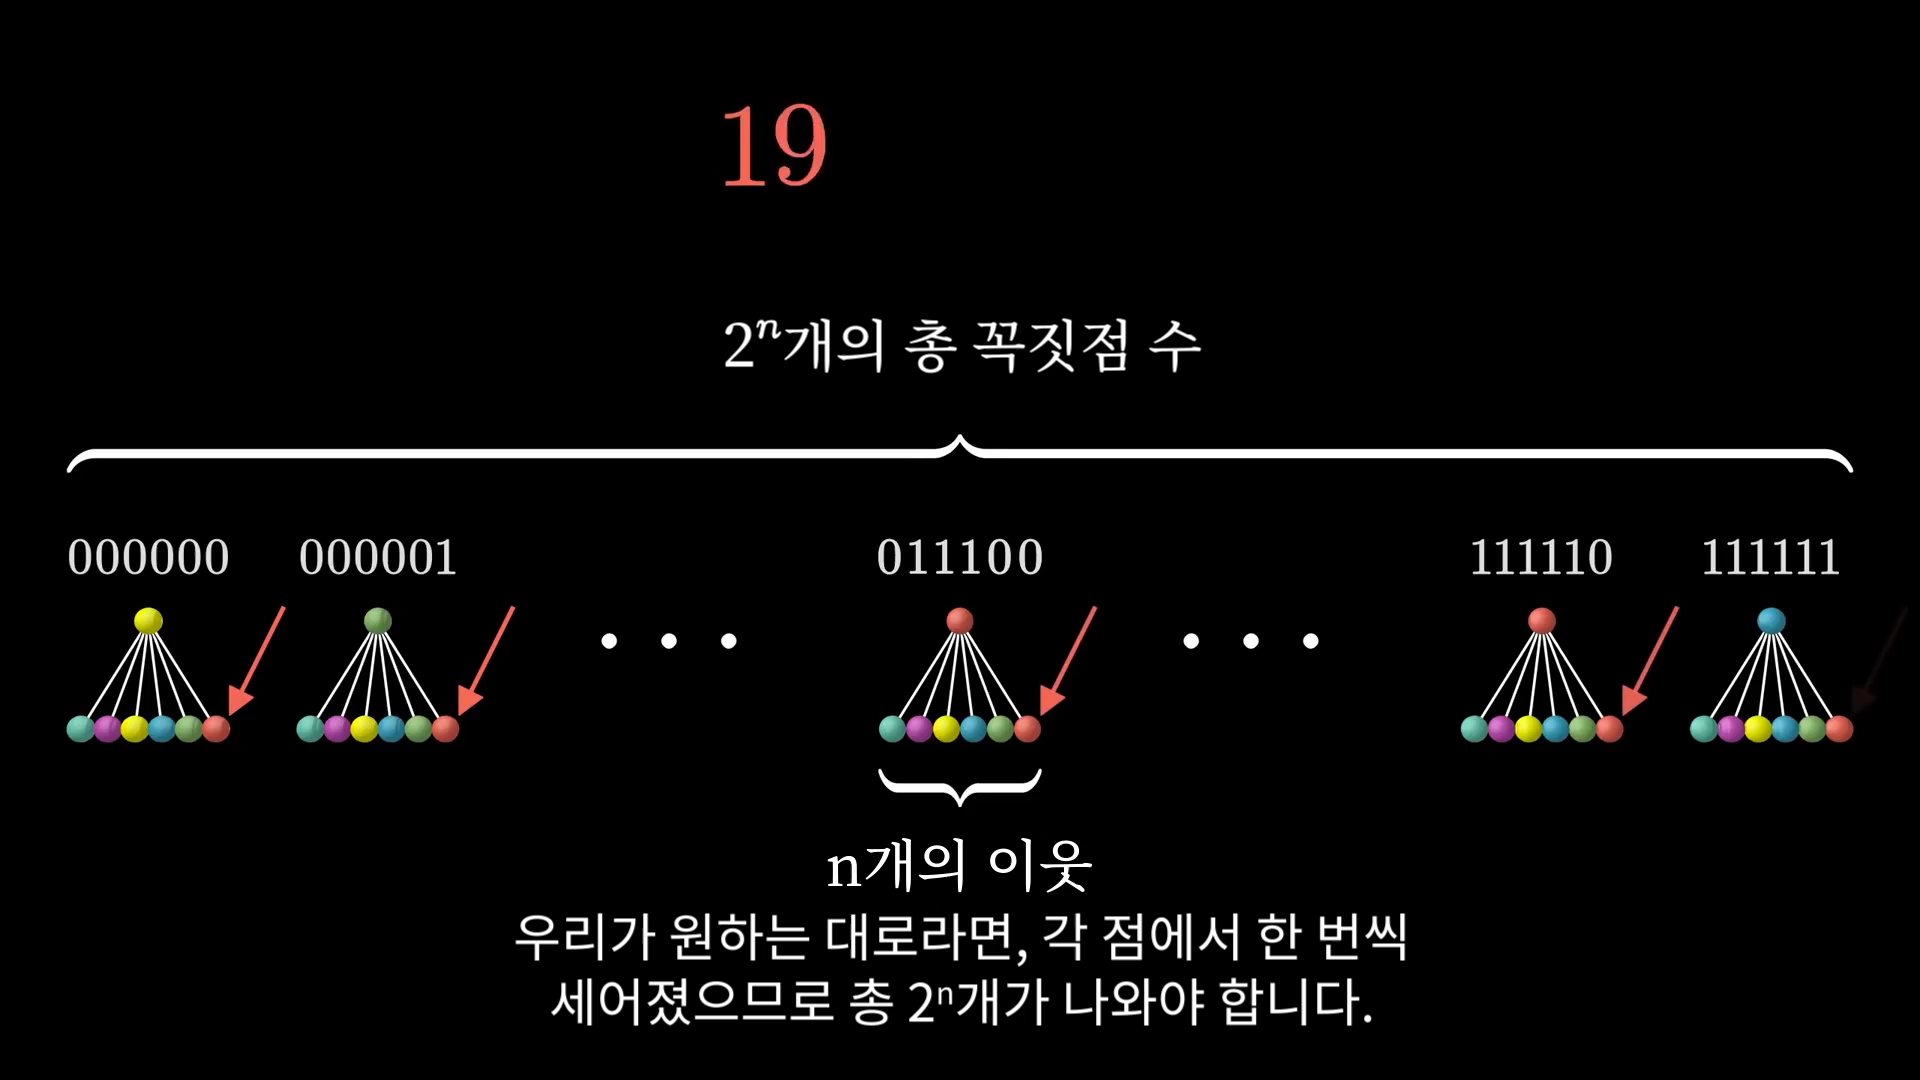 19
2ⁿ개의 총 꼭짓점 수
000000 000001 011100 111110 111111
n개의 이웃
우리가 원하는 대로라면, 각 점에서 한 번씩
세어졌으므로 총 2ⁿ개가 나와야 합니다.